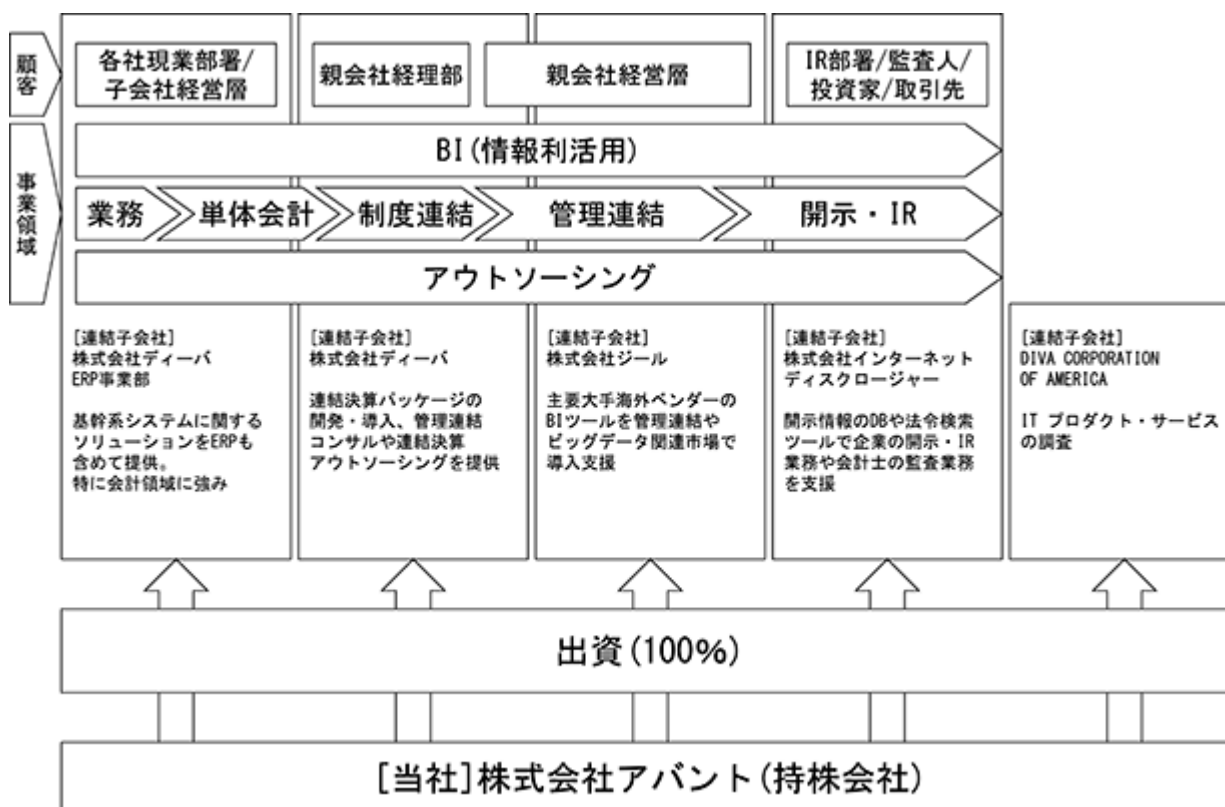 顧客
各社現業部署/
子会社経営層
親会社経理部
親会社経営層
IR部署/監査人/
投資家/取引先
事業領域
BI(情報利活用)
業務
単体会計
制度連結
管理連結
開示・IR
アウトソーシング
[連結子会社]
株式会社ディーバ
ERP事業部
基幹系システムに関する
ソリューションをERPも
含めて提供。
特に会計領域に強み
[連結子会社]
株式会社ディーバ
連結決算パッケージの
開発・導入、管理連結
コンサルや連結決算
アウトソーシングを提供
[連結子会社]
株式会社ジール
主要大手海外ベンダーの
BIツールを管理連結や
ビッグデータ関連市場で
導入支援
[連結子会社]
株式会社インターネット
ディスクロージャー
開示情報のDBや法令検索
ツールで企業の開示・IR
業務や会計士の監査業務
を支援
[連結子会社]
DIVA CORPORATION
OF AMERICA
IT プロダクト・サービス
の調査
出資(100%)
[当社]株式会社アバント(持株会社)